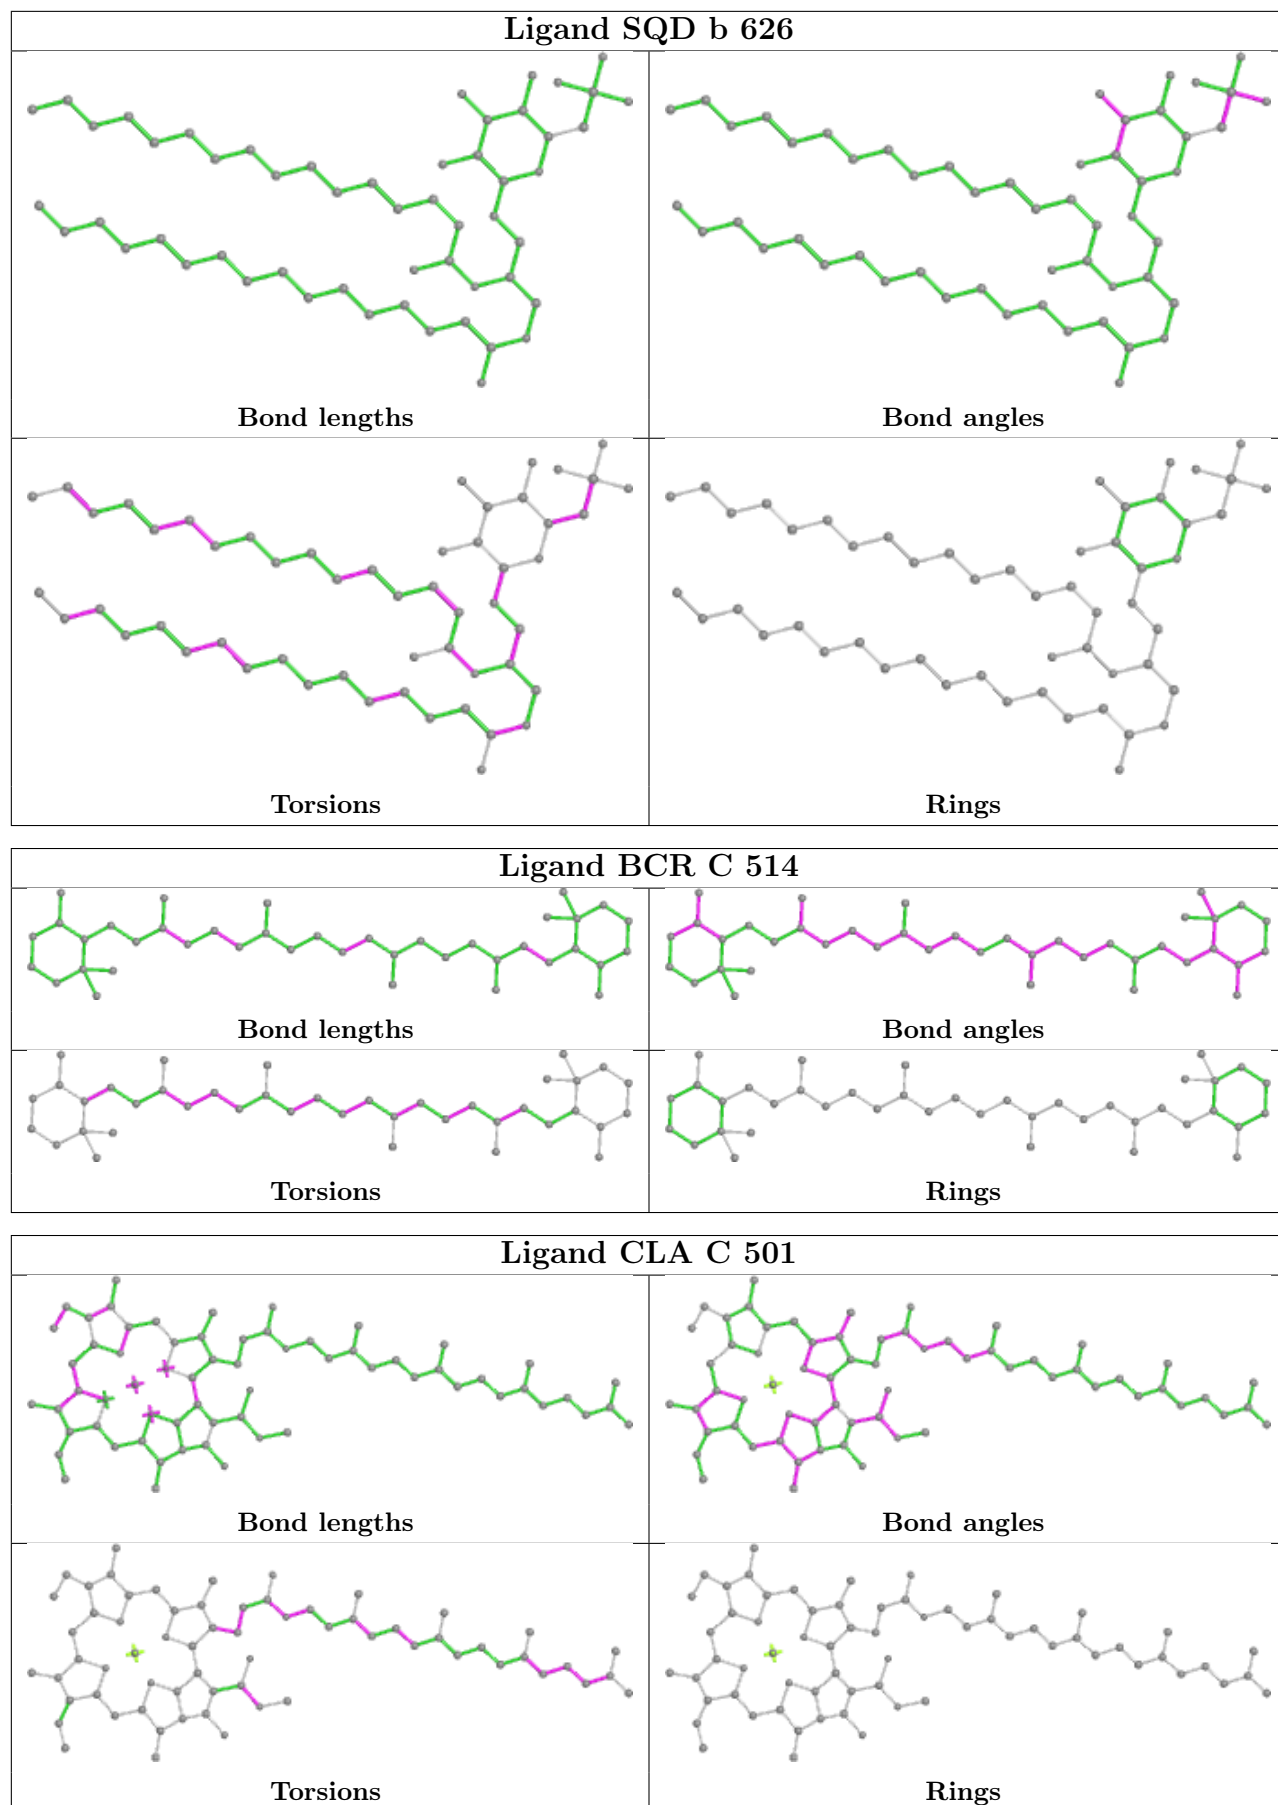 Ligand SQD b 626
Bond lengths
Bond angles
Torsions
Rings
Ligand BCR C 514
Bond lengths
Bond angles
Torsions
Rings
Ligand CLA C 501
Bond lengths
Bond angles
Torsions
Rings